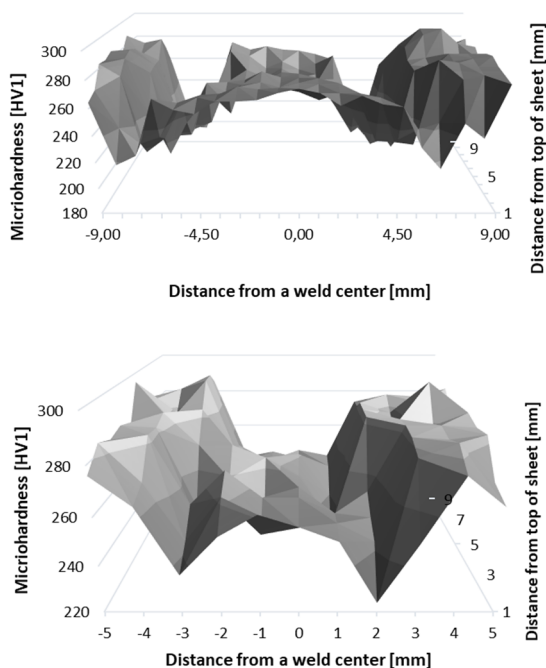 Micriohardness [HV1]
300
280
260
240
220
200
180
-9,00 -4,50 0,00 4,50 9,00
Distance from a weld center [mm]
9
5
1
Distance from top of sheet [mm]
Micriohardness [HV1]
300
280
260
240
220
-5 -4 -3 -2 -1 0 1 2 3 4 5
Distance from a weld center [mm]
9
7
5
3
1
Distance from top of sheet [mm]